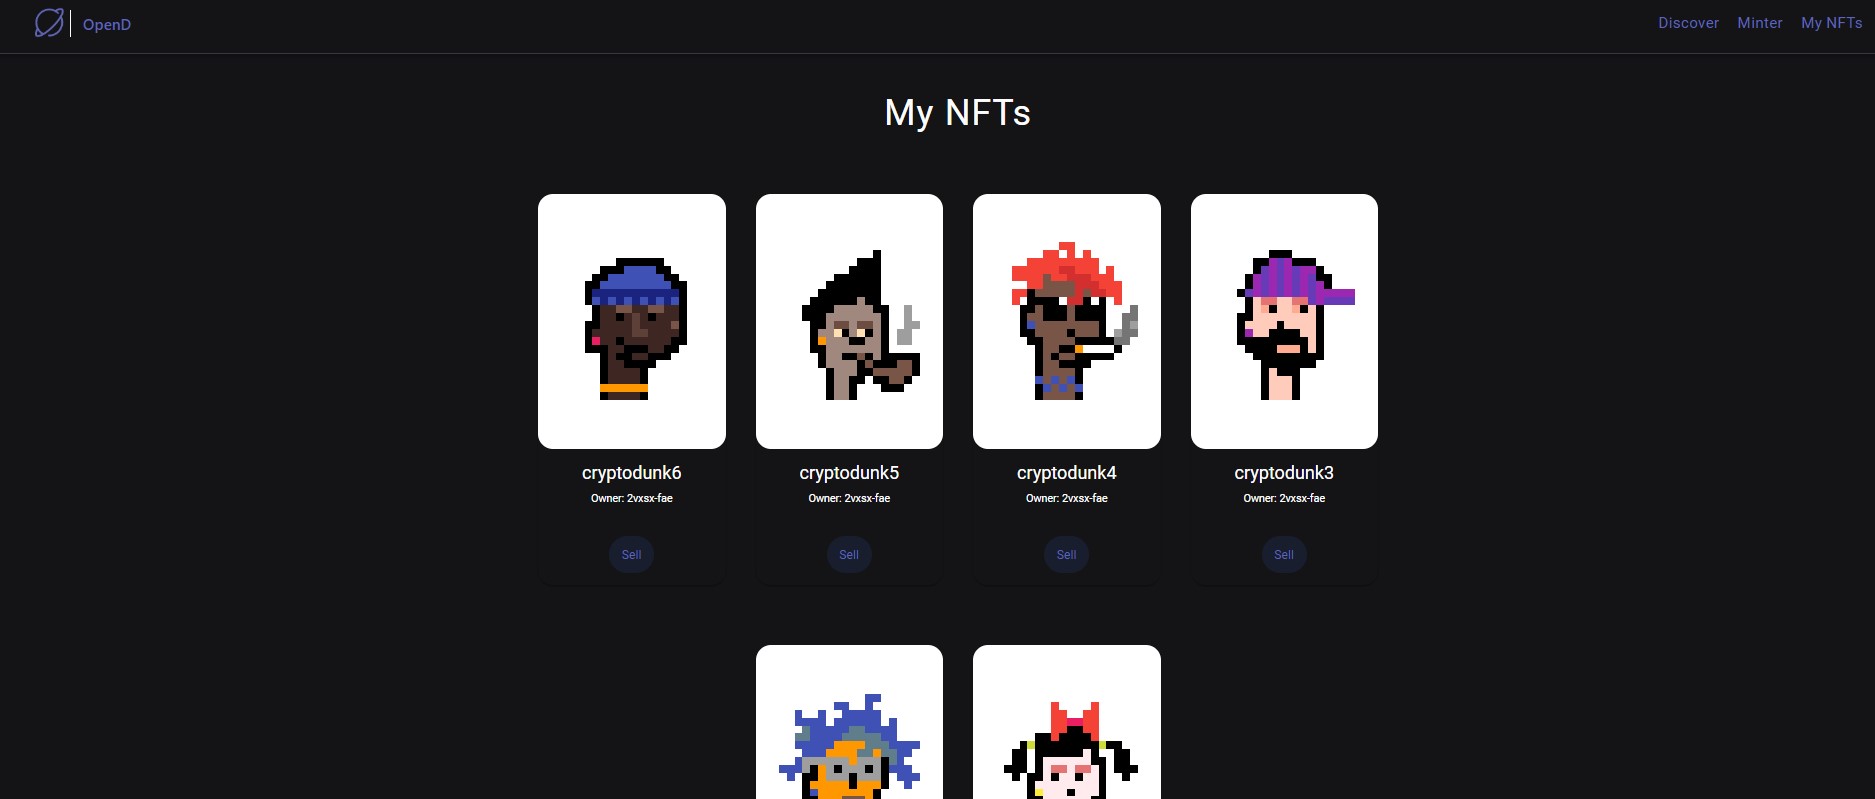 OpenD
Discover Minter My NFTs
My NFTs
cryptodunk6
Owner: 2vxsx-fae
Sell
cryptodunk5
Owner: 2vxsx-fae
Sell
cryptodunk4
Owner: 2vxsx-fae
Sell
cryptodunk3
Owner: 2vxsx-fae
Sell